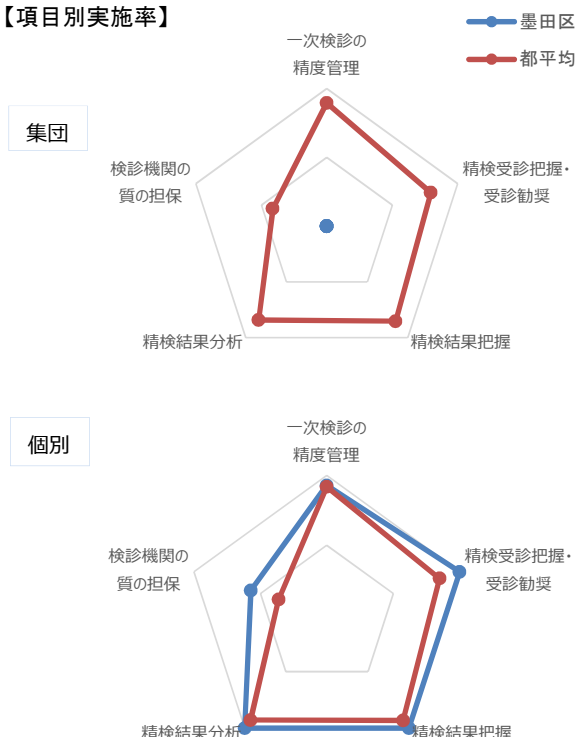 【項目別実施率】
墨田区
都平均
集団
一次検診の
精度管理
精検受診把握・
受診勧奨
精検結果把握
精検結果分析
検診機関の
質の担保
個別
一次検診の
精度管理
精検受診把握・
受診勧奨
精検結果把握
精検結果分析
検診機関の
質の担保